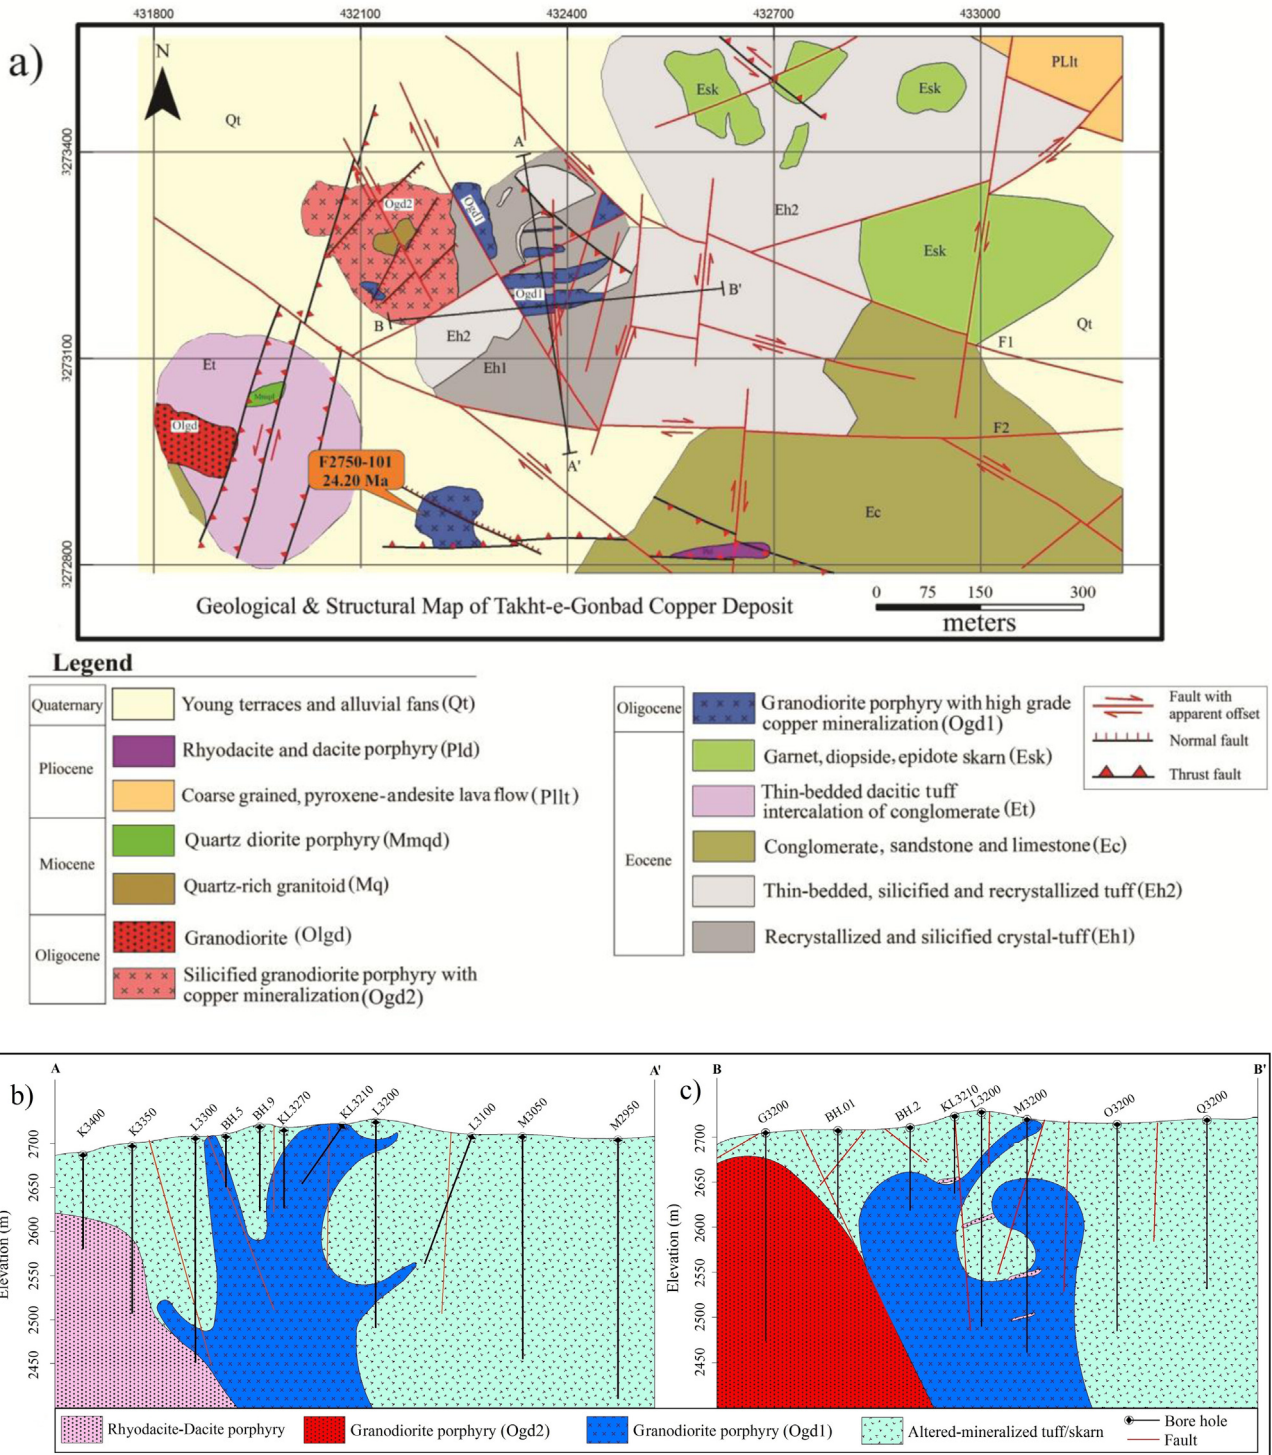 a)
431800
432100
432400
432700
433000
3273400
3273100
3272800
N
Qt
PLlt
Esk
Esk
A
Ogd2
Ogd1
Eh2
Esk
Ogd1
B'
B
Qt
Eh2
F1
Et
Eh1
Mmqd
Olgd
F2
A'
F2750-101
24.20 Ma
Ec
Geological & Structural Map of Takht-e-Gonbad Copper Deposit
0 75 150 300
meters
Legend
Quaternary
Young terraces and alluvial fans (Qt)
Pliocene
Rhyodacite and dacite porphyry (Pld)
Coarse grained, pyroxene-andesite lava flow (Pllt)
Miocene
Quartz diorite porphyry (Mmqd)
Quartz-rich granitoid (Mq)
Oligocene
Granodiorite (Olgd)
Silicified granodiorite porphyry with
copper mineralization (Ogd2)
Oligocene
Granodiorite porphyry with high grade
copper mineralization (Ogd1)
Eocene
Garnet, diopside, epidote skarn (Esk)
Thin-bedded dacitic tuff
intercalation of conglomerate (Et)
Conglomerate, sandstone and limestone (Ec)
Thin-bedded, silicified and recrystallized tuff (Eh2)
Recrystallized and silicified crystal-tuff (Eh1)
Fault with
apparent offset
Normal fault
Thrust fault
b)
A
A'
K3400
K3350
L3300
BH.5
BH.9
KL3270
KL3210
L3200
L3100
M3050
M2950
2700
2650
2600
2550
2500
2450
Elevation (m)
c)
B
B'
G3200
BH.01
BH.2
KL3210
L3200
M3200
O3200
Q3200
2700
2650
2600
2550
2500
2450
Elevation (m)
Rhyodacite-Dacite porphyry
Granodiorite porphyry (Ogd2)
Granodiorite porphyry (Ogd1)
Altered-mineralized tuff/skarn
Bore hole
Fault